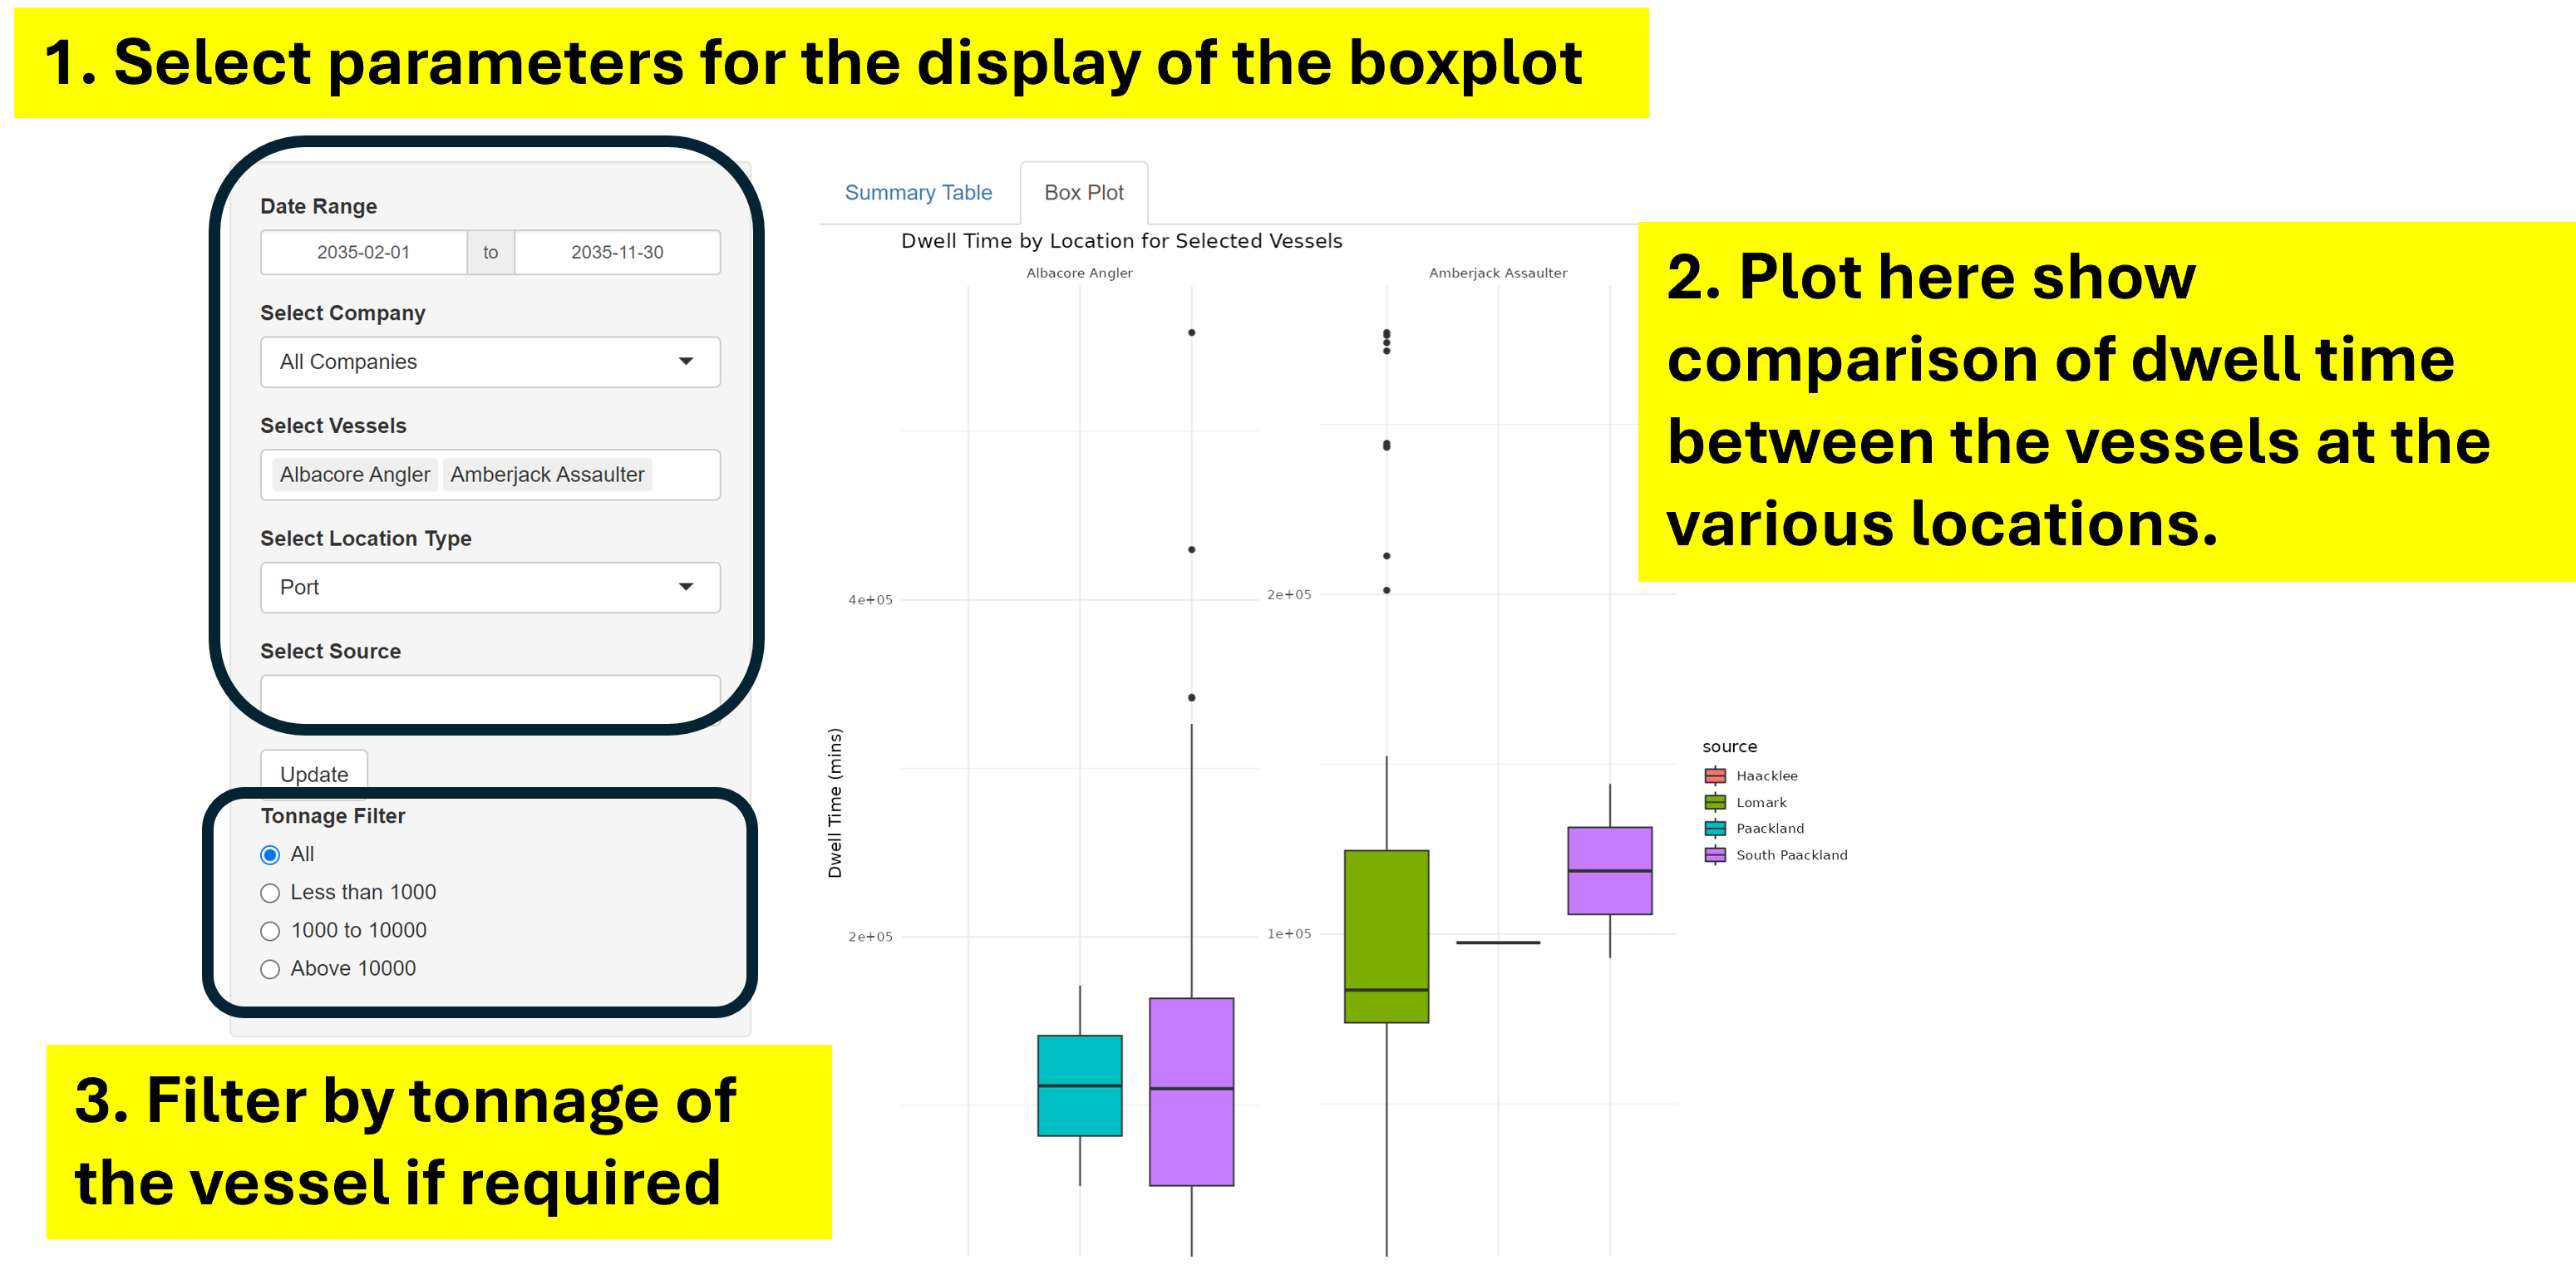 1. Select parameters for the display of the boxplot
Date Range
2035-02-01 to 2035-11-30
Select Company
All Companies
Select Vessels
Albacore Angler Amberjack Assaulter
Select Location Type
Port
Select Source
Update
Tonnage Filter
All
Less than 1000
1000 to 10000
Above 10000
3. Filter by tonnage of
the vessel if required
Summary Table Box Plot
Dwell Time by Location for Selected Vessels
Albacore Angler
Amberjack Assaulter
Dwell Time (mins)
4e+05
2e+05
2e+05
1e+05
source
Haacklee
Lomark
Paackland
South Paackland
2. Plot here show
comparison of dwell time
between the vessels at the
various locations.